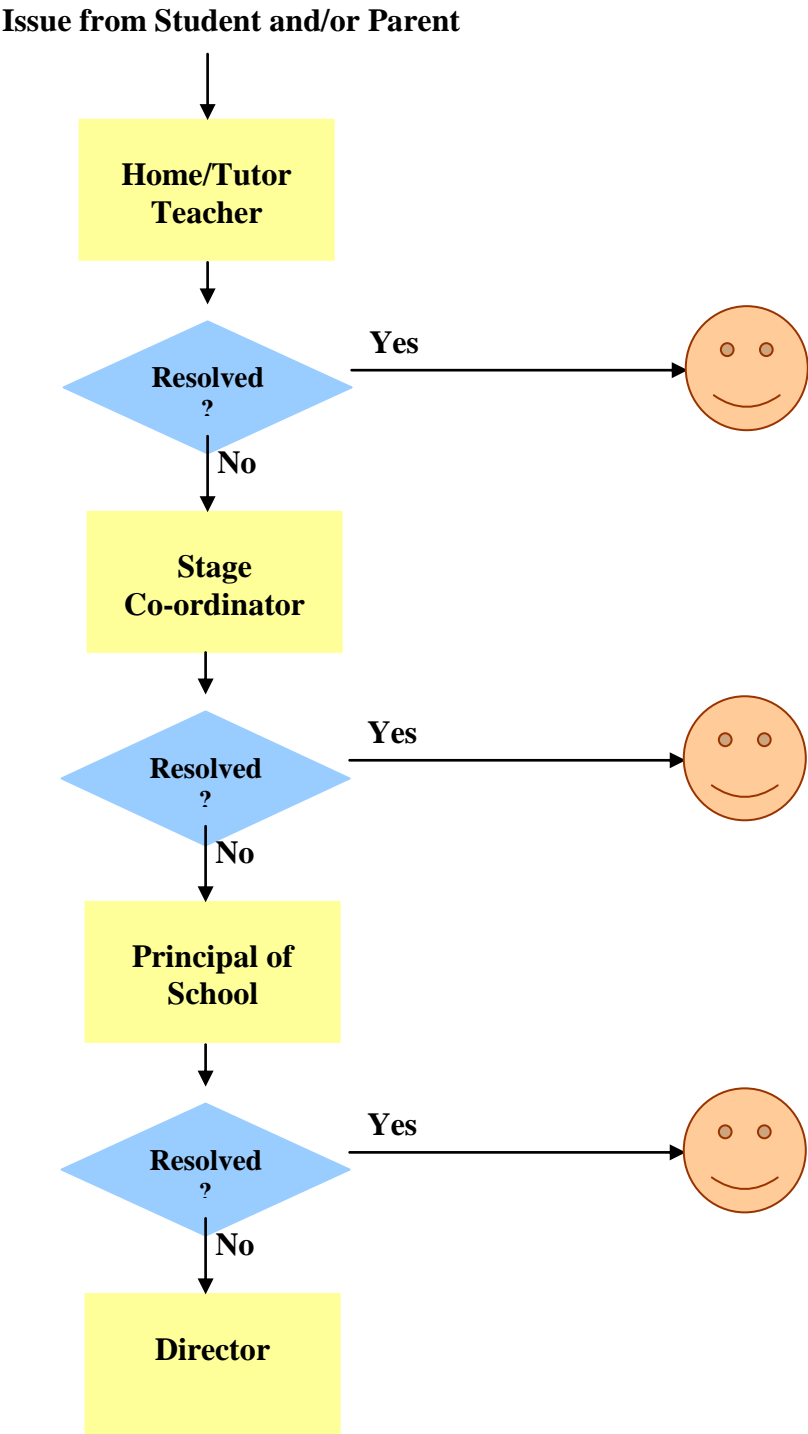 Issue from Student and/or Parent
Home/Tutor
Teacher
Resolved
?
Yes
No
Stage
Co-ordinator
Resolved
?
Yes
No
Principal of
School
Resolved
?
Yes
No
Director